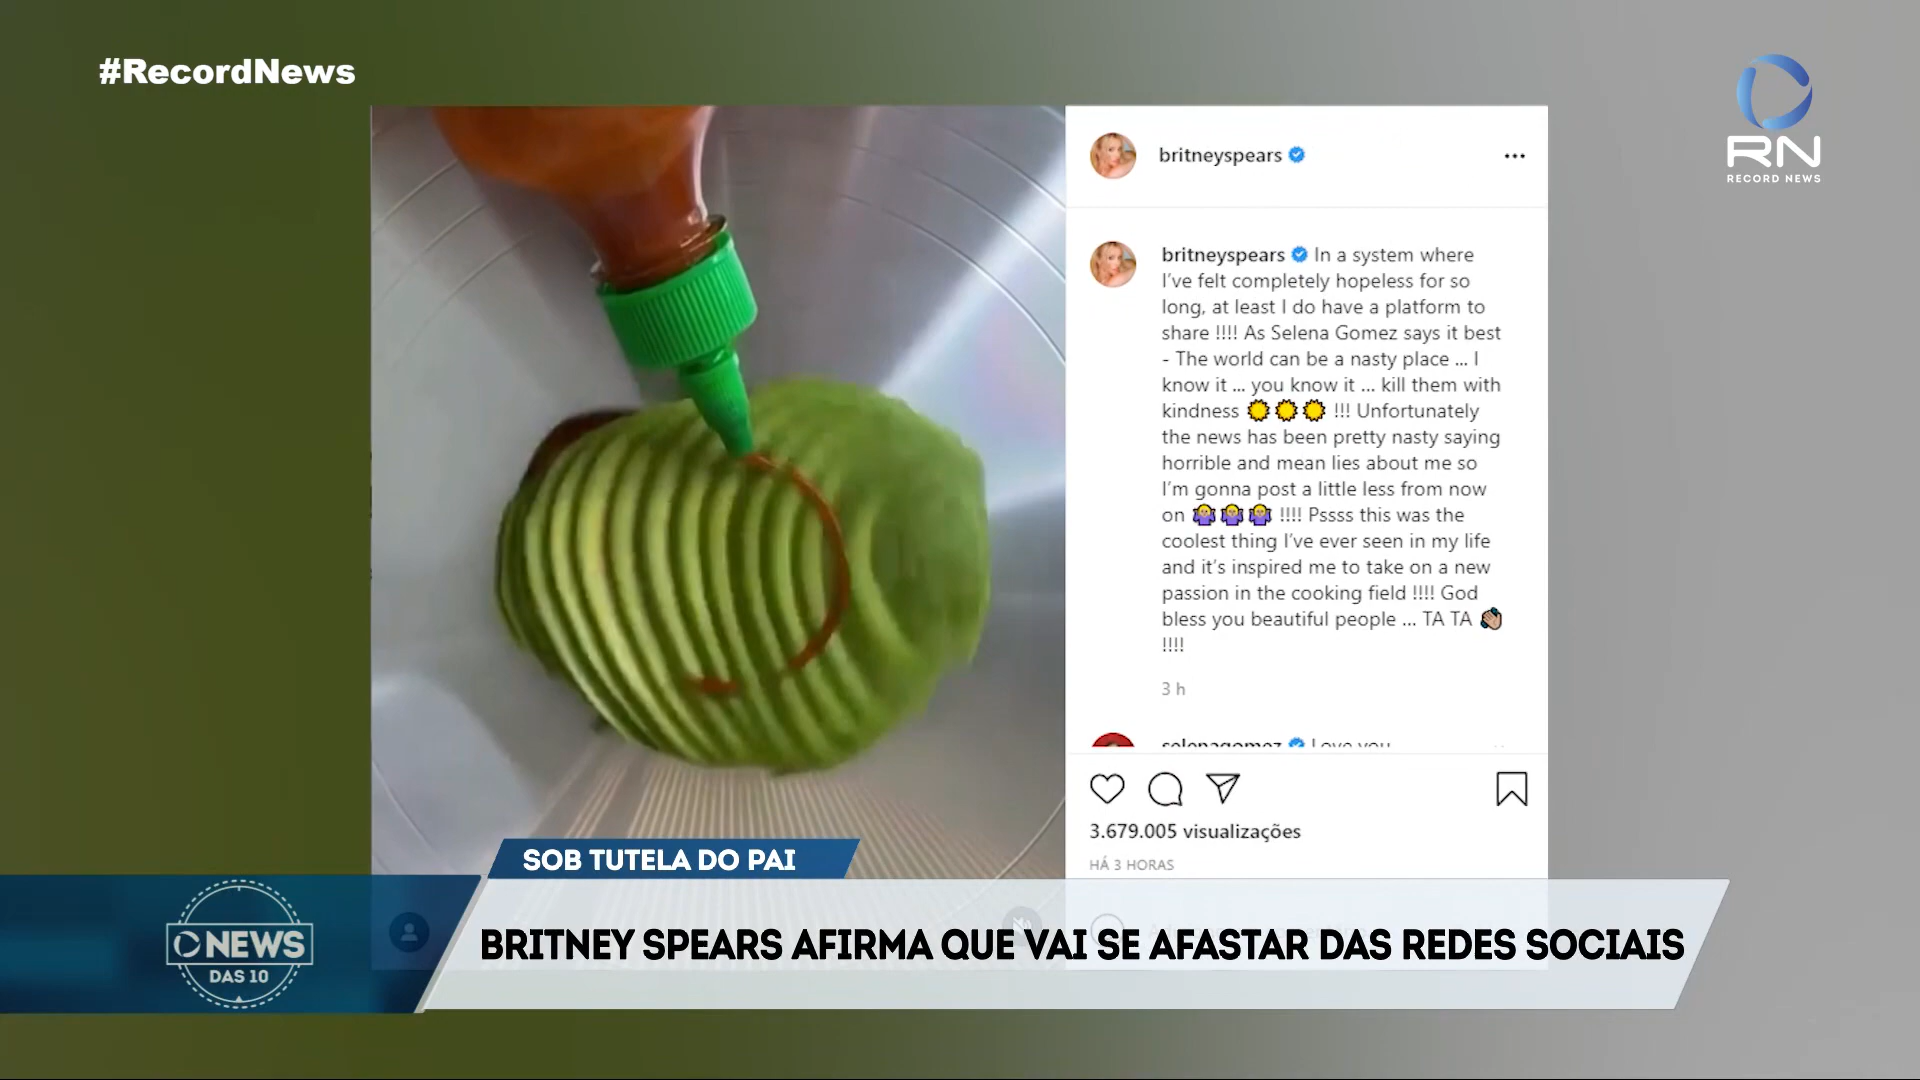 #RecordNews
RN
RECORD NEWS
britneyspears
britneyspears In a system where
I've felt completely hopeless for so
long, at least I do have a platform to
share !!!! As Selena Gomez says it best
- The world can be a nasty place ... I
know it ... you know it ... kill them with
kindness 🌟🌟🌟 !!! Unfortunately
the news has been pretty nasty saying
horrible and mean lies about me so
I'm gonna post a little less from now
on 🤷🏼‍♀️🤷🏼‍♀️🤷🏼‍♀️ !!!! Pssss this was the
coolest thing I've ever seen in my life
and it's inspired me to take on a new
passion in the cooking field !!!! God
bless you beautiful people ... TA TA 👋🏼
!!!!
3 h
selenagomez Love you
3.679.005 visualizações
HÁ 3 HORAS
SOB TUTELA DO PAI
BRITNEY SPEARS AFIRMA QUE VAI SE AFASTAR DAS REDES SOCIAIS
NEWS
DAS 10